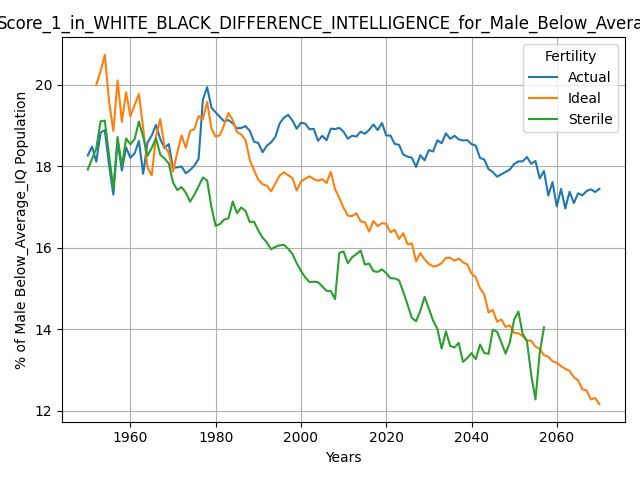 Score_1_in_WHITE_BLACK_DIFFERENCE_INTELLIGENCE_for_Male_Below_Avera
% of Male Below_Average_IQ Population
20
18
16
14
12
Fertility
Actual
Ideal
Sterile
1960 1980 2000 2020 2040 2060
Years